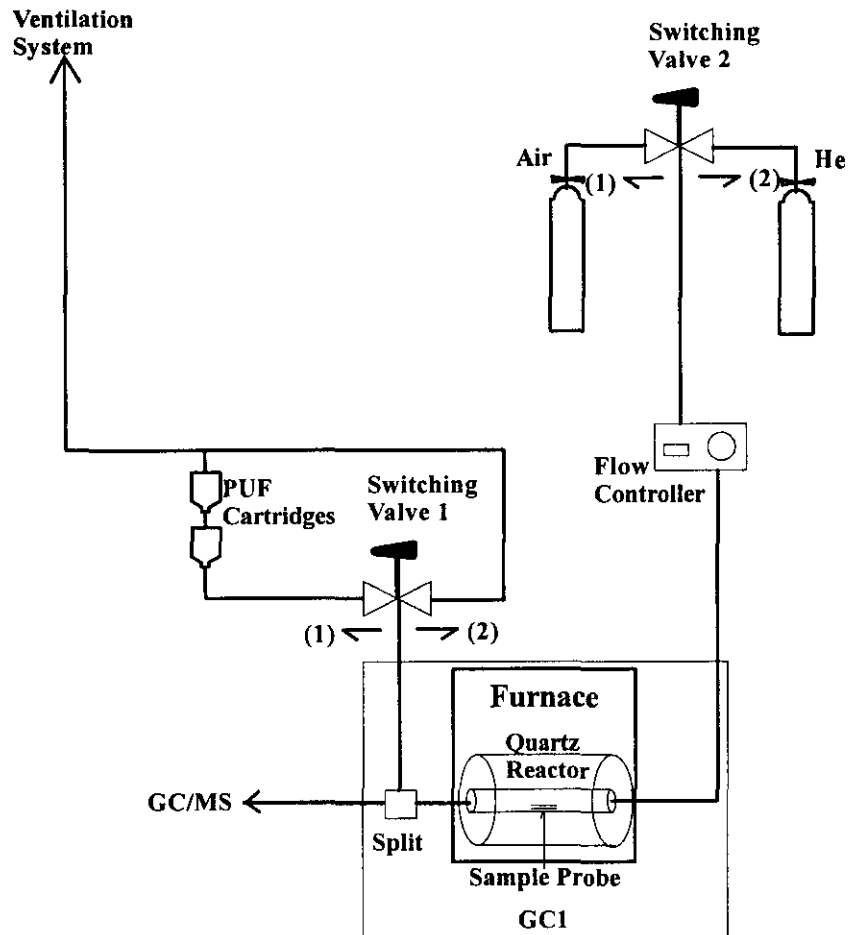 Ventilation
System
Switching
Valve 2
Air
He
(1)
(2)
PUF
Cartridges
Switching
Valve 1
Flow
Controller
(1)
(2)
Furnace
Quartz
Reactor
GC/MS
Split
Sample Probe
GC1